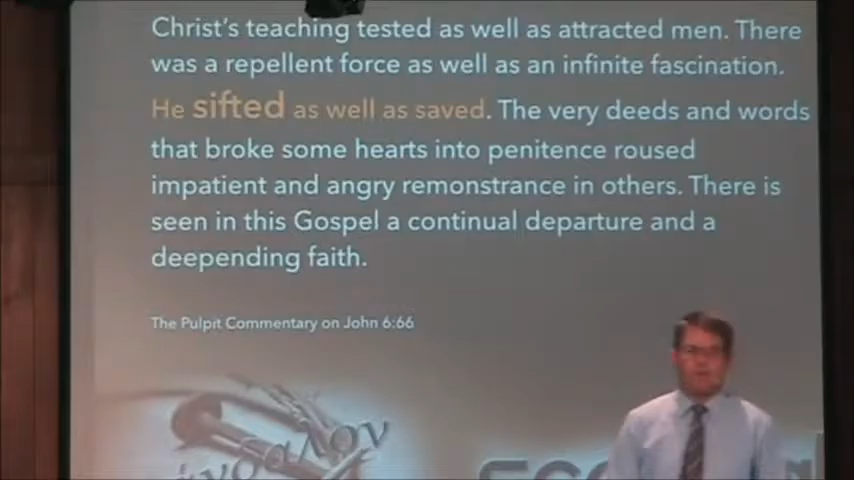 Christ's teaching tested as well as attracted men. There
was a repellent force as well as an infinite fascination.
He sifted as well as saved. The very deeds and words
that broke some hearts into penitence roused
impatient and angry remonstrance in others. There is
seen in this Gospel a continual departure and a
deepending faith.
The Pulpit Commentary on John 6:66